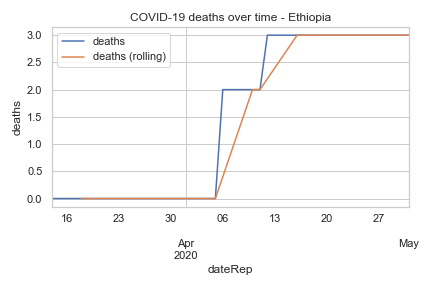 COVID-19 deaths over time - Ethiopia
deaths
deaths (rolling)
3.0
2.5
2.0
1.5
1.0
0.5
0.0
deaths
16 23 30 06 13 20 27
Apr May
2020
dateRep